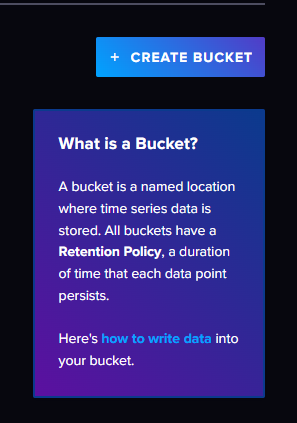 + CREATE BUCKET
What is a Bucket?
A bucket is a named location
where time series data is
stored. All buckets have a
Retention Policy, a duration
of time that each data point
persists.
Here's how to write data into
your bucket.